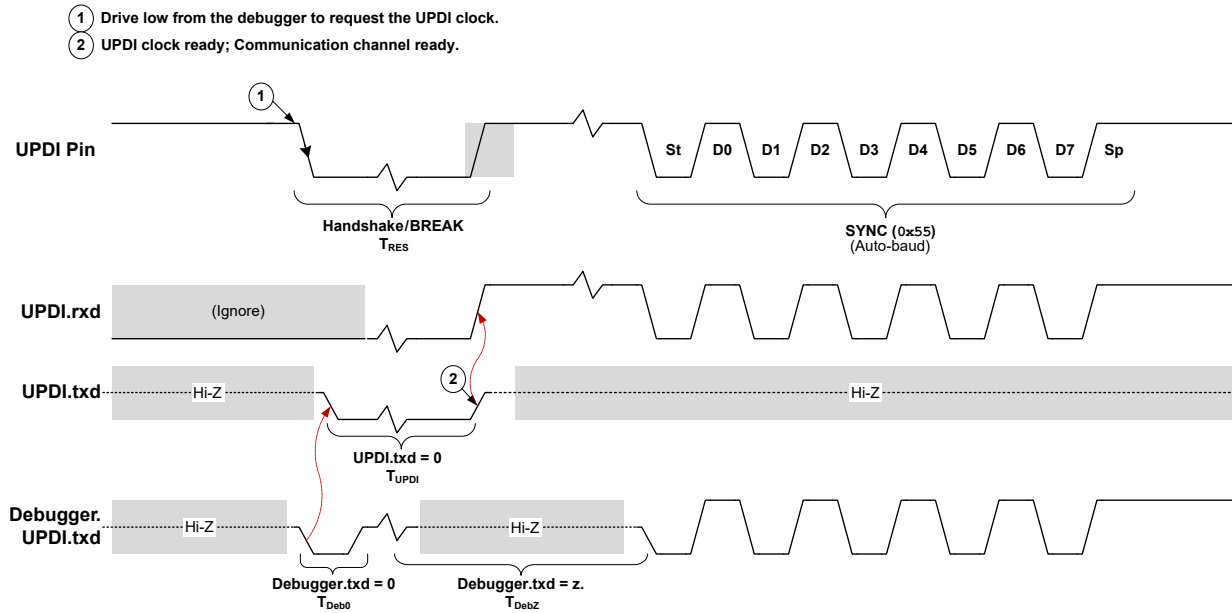 1 Drive low from the debugger to request the UPDI clock.
2 UPDI clock ready; Communication channel ready.
1
UPDI Pin
St D0 D1 D2 D3 D4 D5 D6 D7 Sp
Handshake/BREAK
TRES
SYNC (0x55)
(Auto-baud)
UPDI.rxd
(Ignore)
2
UPDI.txd
Hi-Z
Hi-Z
UPDI.txd = 0
TUPDI
Debugger.
UPDI.txd
Hi-Z
Hi-Z
Debugger.txd = 0
TDeb0
Debugger.txd = z.
TDebZ